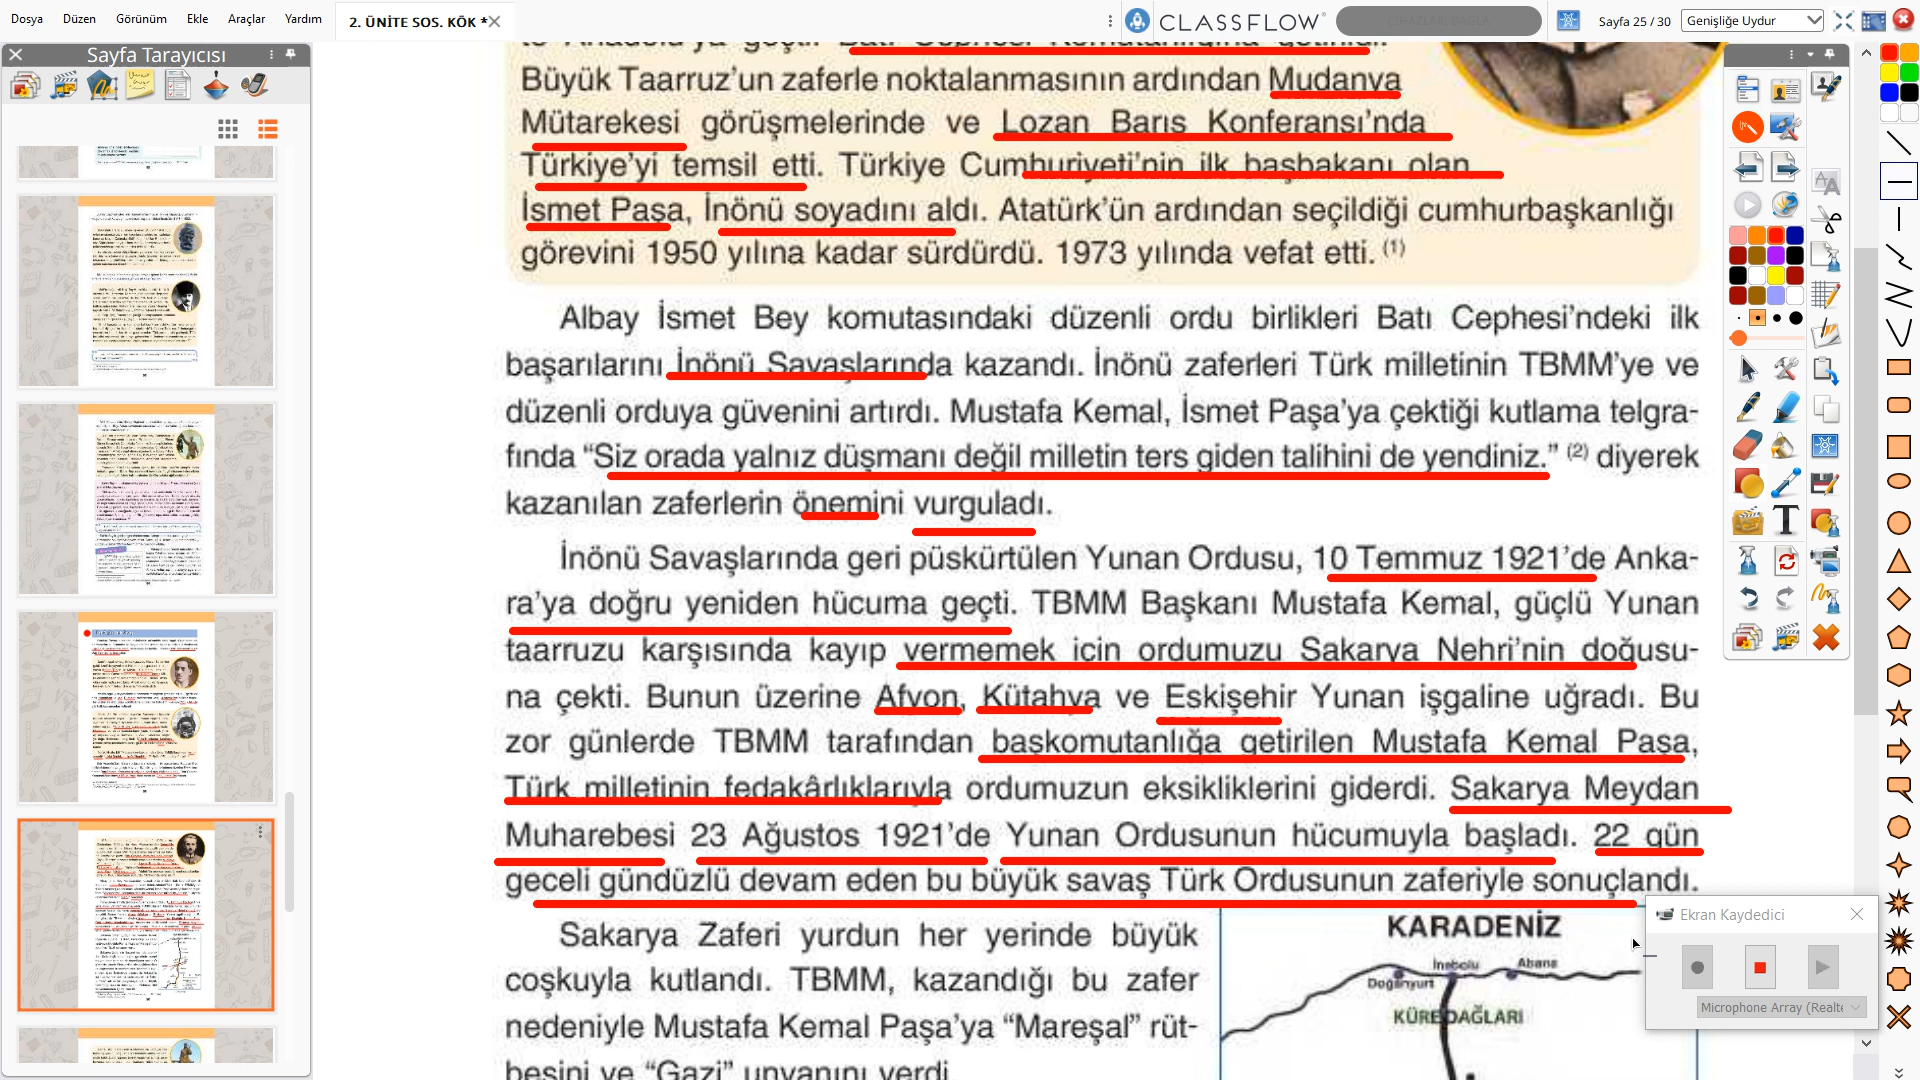 Dosya Düzen Görünüm Ekle Araçlar Yardım
2. ÜNİTE SOS. KÖK *
CLASSFLOW
Sayfa 25 / 30
Genişliğe Uydur
Sayfa Tarayıcısı
Büyük Taarruz'un zaferle noktalanmasının ardından Mudanya
Mütarekesi görüşmelerinde ve Lozan Barış Konferansı'nda
Türkiye'yi temsil etti. Türkiye Cumhuriyeti'nin ilk başbakanı olan
İsmet Paşa, İnönü soyadını aldı. Atatürk'ün ardından seçildiği cumhurbaşkanlığı
görevini 1950 yılına kadar sürdürdü. 1973 yılında vefat etti. (1)
Albay İsmet Bey komutasındaki düzenli ordu birlikleri Batı Cephesi'ndeki ilk
başarılarını İnönü Savaşlarında kazandı. İnönü zaferleri Türk milletinin TBMM'ye ve
düzenli orduya güvenini artırdı. Mustafa Kemal, İsmet Paşa'ya çektiği kutlama telgra-
fında "Siz orada yalnız düşmanı değil milletin ters giden talihini de yendiniz." (2) diyerek
kazanılan zaferlerin önemini vurguladı.
İnönü Savaşlarında geri püskürtülen Yunan Ordusu, 10 Temmuz 1921'de Anka-
ra'ya doğru yeniden hücuma geçti. TBMM Başkanı Mustafa Kemal, güçlü Yunan
taarruzu karşısında kayıp vermemek için ordumuzu Sakarya Nehri'nin doğusu-
na çekti. Bunun üzerine Afyon, Kütahya ve Eskişehir Yunan işgaline uğradı. Bu
zor günlerde TBMM tarafından başkomutanlığa getirilen Mustafa Kemal Paşa,
Türk milletinin fedakârlıklarıyla ordumuzun eksikliklerini giderdi. Sakarya Meydan
Muharebesi 23 Ağustos 1921'de Yunan Ordusunun hücumuyla başladı. 22 gün
geceli gündüzlü devam eden bu büyük savaş Türk Ordusunun zaferiyle sonuçlandı.
Sakarya Zaferi yurdun her yerinde büyük
coşkuyla kutlandı. TBMM, kazandığı bu zafer
nedeniyle Mustafa Kemal Paşa'ya "Mareşal" rüt-
besini ve "Gazi" unvanını verdi.
KARADENİZ
İnebolu
Abana
Doğanyurt
KÜRE DAĞLARI
Ekran Kaydedici
Microphone Array (Realte